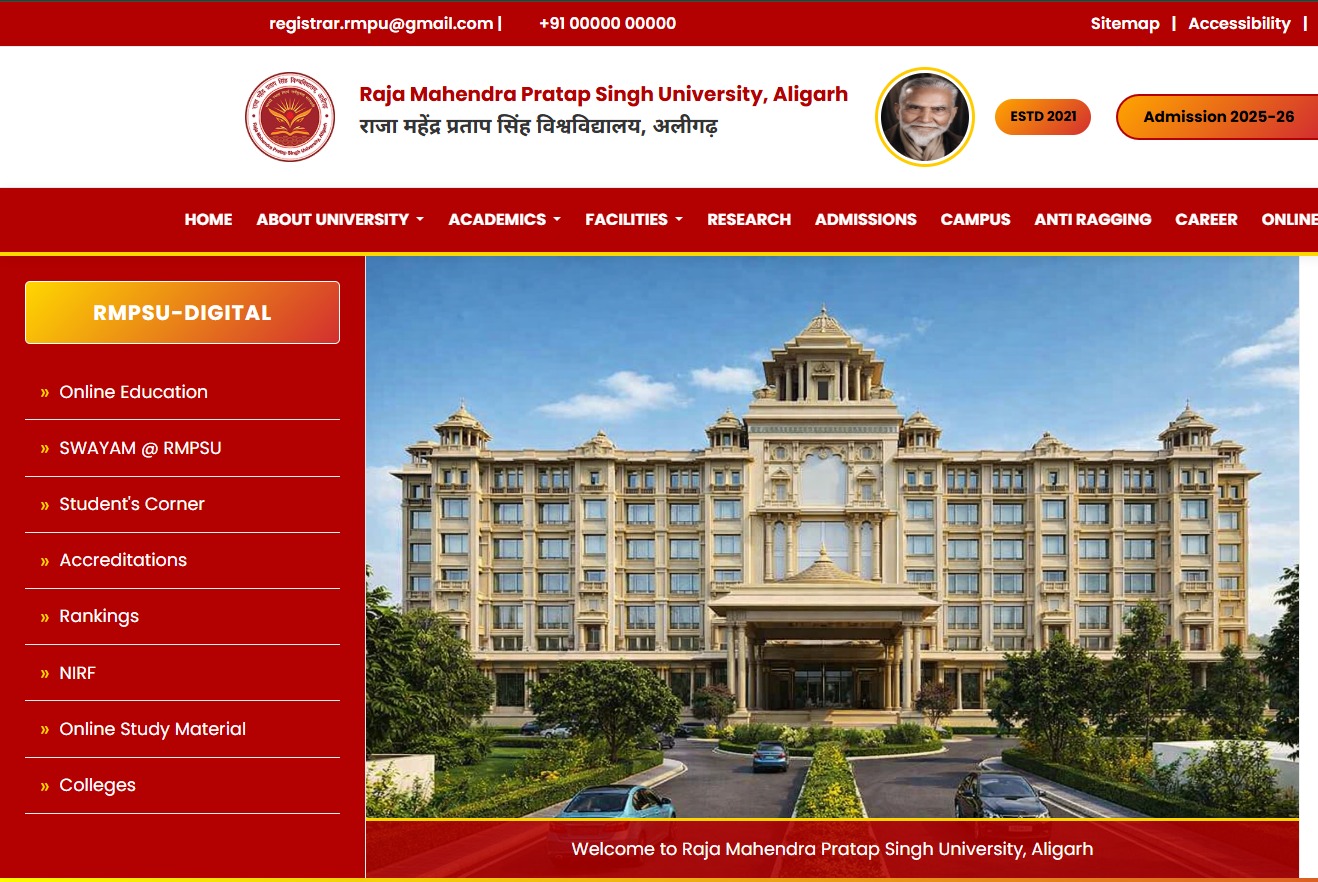 registrar.rmpu@gmail.com | +91 00000 00000 Sitemap | Accessibility |
Raja Mahendra Pratap Singh University, Aligarh
राजा महेंद्र प्रताप सिंह विश्वविद्यालय, अलीगढ़
ESTD 2021
Admission 2025-26
HOME ABOUT UNIVERSITY ACADEMICS FACILITIES RESEARCH ADMISSIONS CAMPUS ANTI RAGGING CAREER ONLINE
RMPSU-DIGITAL
» Online Education
» SWAYAM @ RMPSU
» Student's Corner
» Accreditations
» Rankings
» NIRF
» Online Study Material
» Colleges
Welcome to Raja Mahendra Pratap Singh University, Aligarh